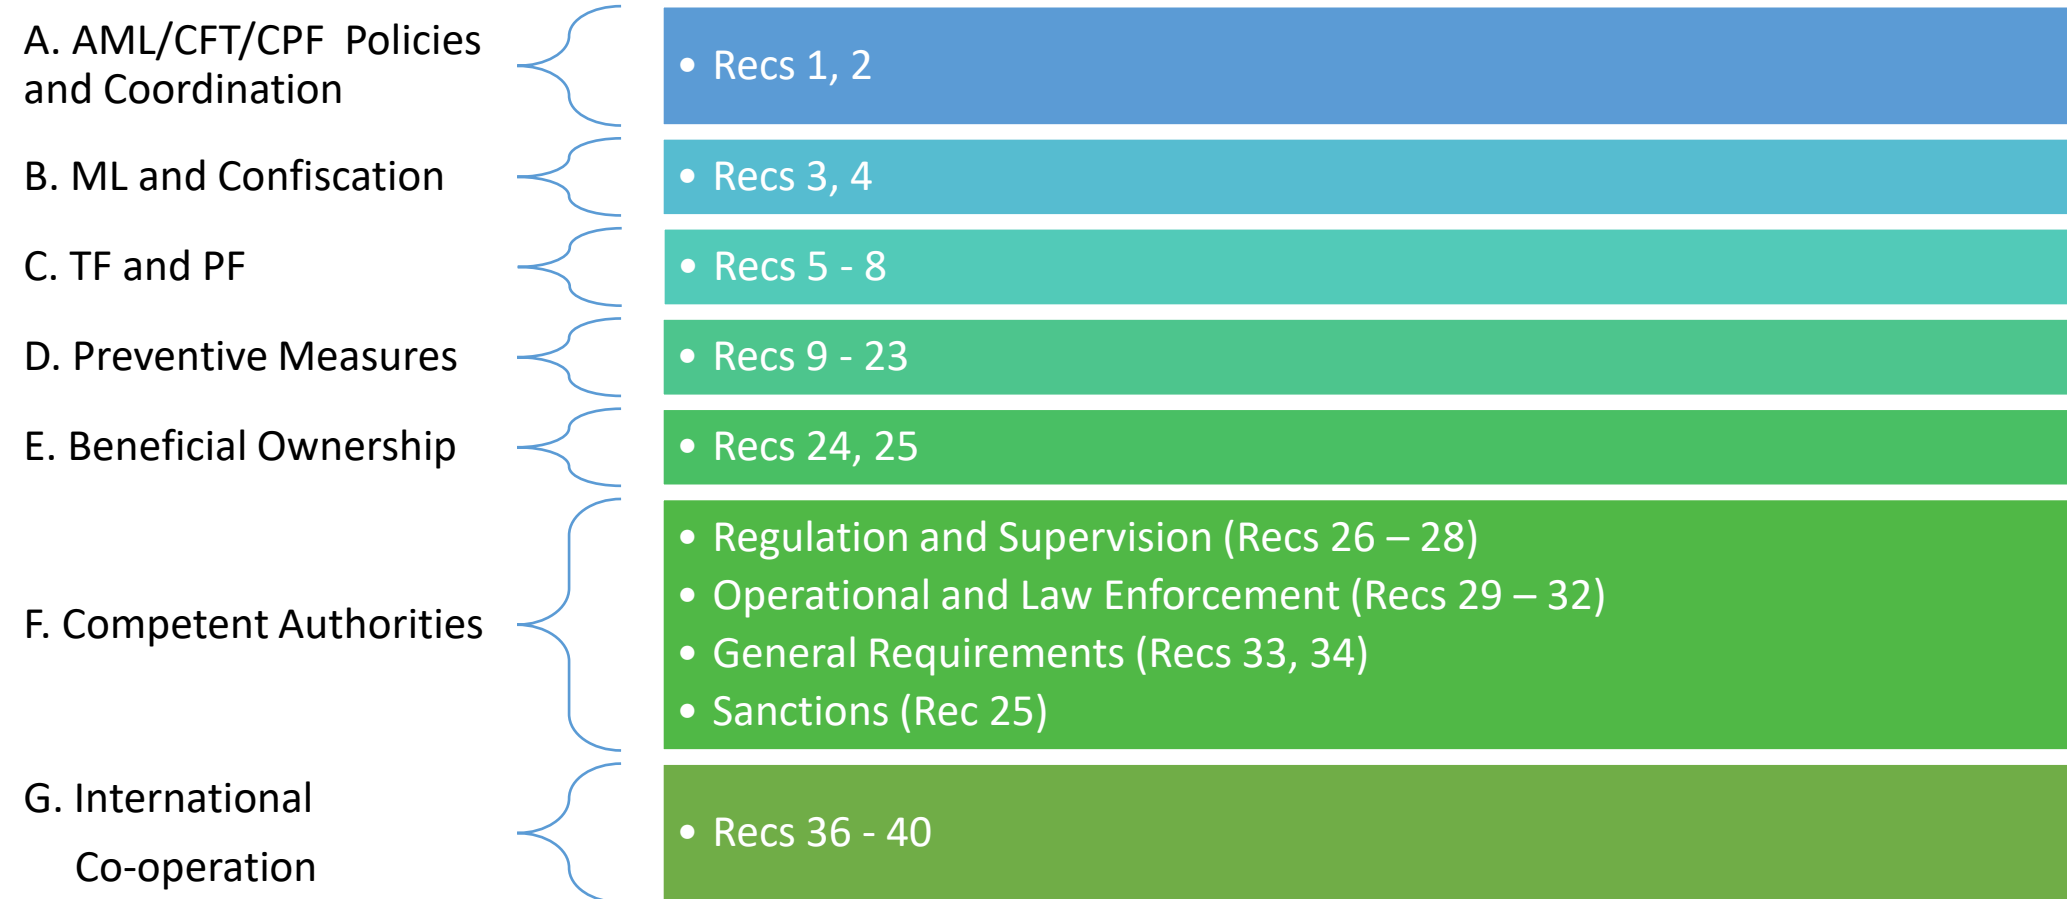 A. AML/CFT/CPF Policies
and Coordination
• Recs 1, 2
B. ML and Confiscation
• Recs 3, 4
C. TF and PF
• Recs 5 - 8
D. Preventive Measures
• Recs 9 - 23
E. Beneficial Ownership
• Recs 24, 25
F. Competent Authorities
• Regulation and Supervision (Recs 26 – 28)
• Operational and Law Enforcement (Recs 29 – 32)
• General Requirements (Recs 33, 34)
• Sanctions (Rec 25)
G. International
Co-operation
• Recs 36 - 40